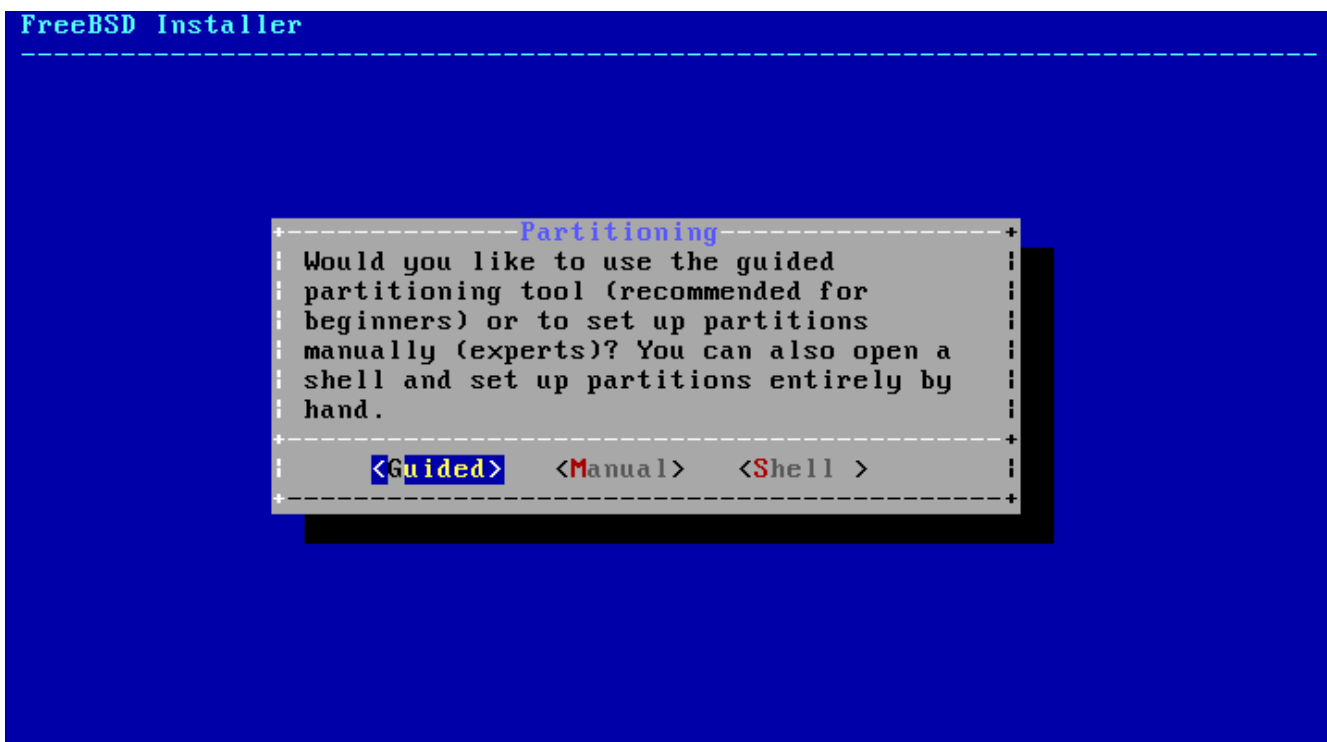 FreeBSD Installer
Partitioning
Would you like to use the guided
partitioning tool (recommended for
beginners) or to set up partitions
manually (experts)? You can also open a
shell and set up partitions entirely by
hand.
<Guided> <Manual> <Shell >